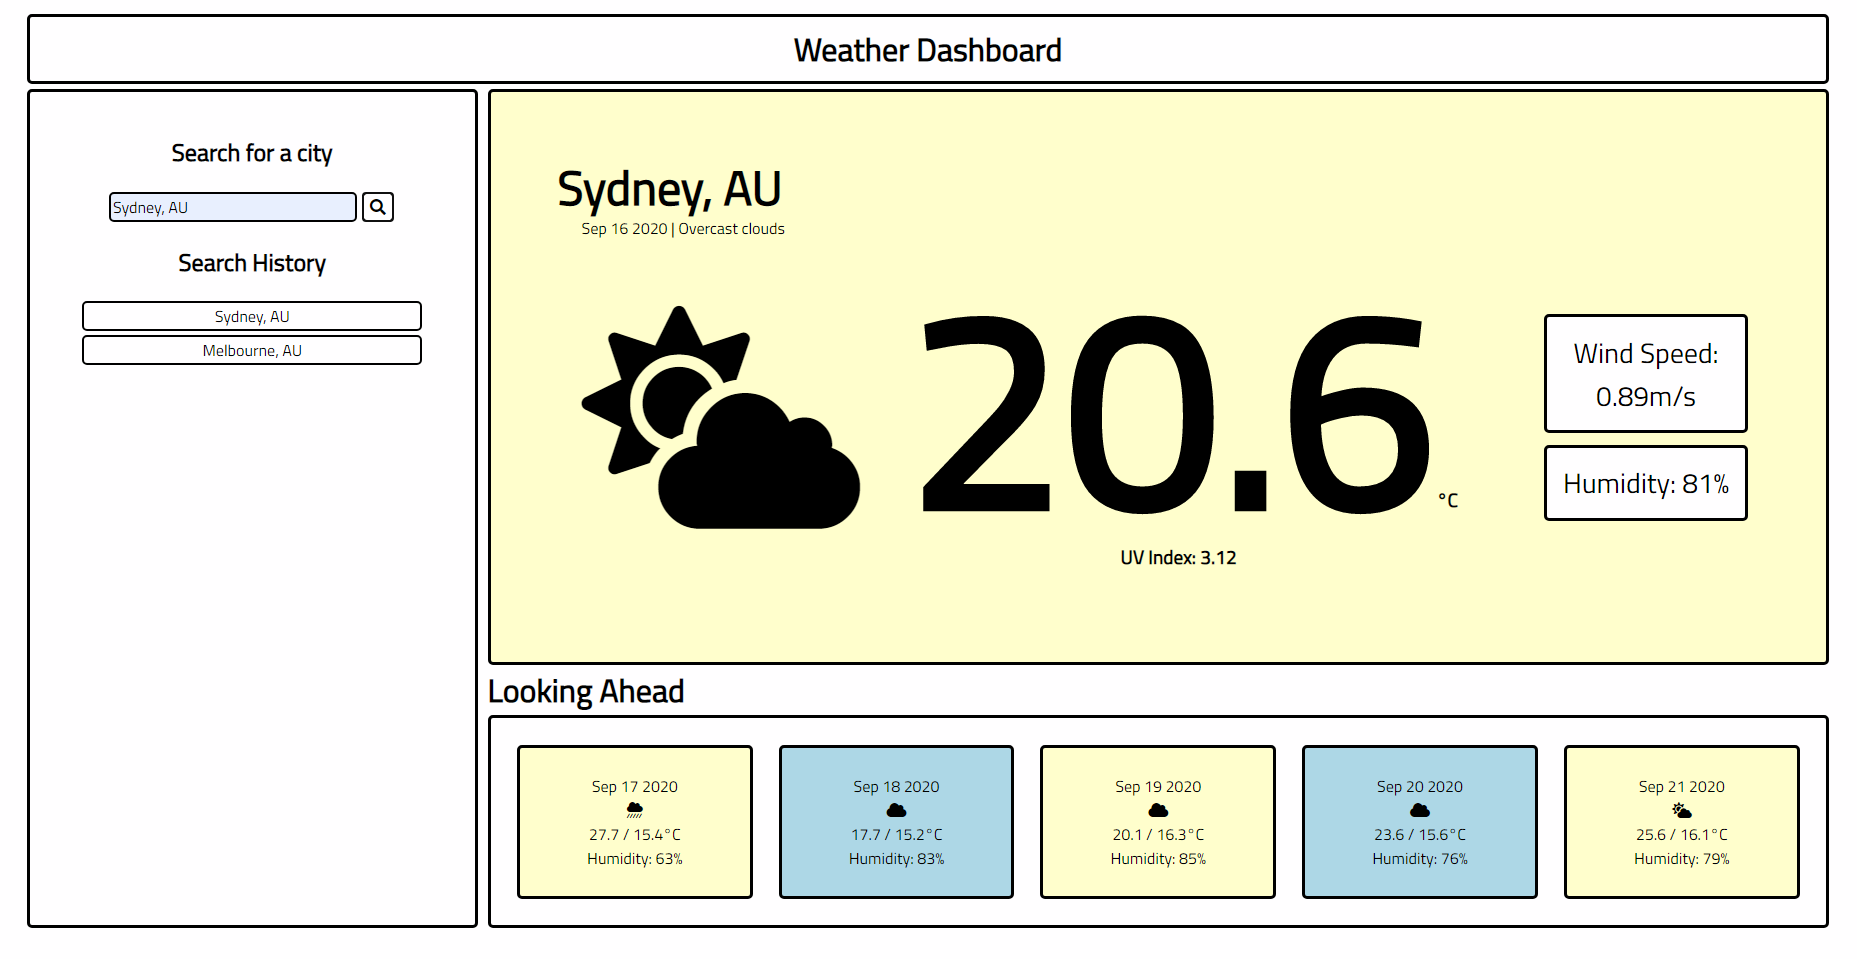 Weather Dashboard
Search for a city
Sydney, AU
Search History
Sydney, AU
Melbourne, AU
Sydney, AU
Sep 16 2020 | Overcast clouds
20.6 °C
UV Index: 3.12
Wind Speed:
0.89m/s
Humidity: 81%
Looking Ahead
Sep 17 2020
27.7 / 15.4°C
Humidity: 63%
Sep 18 2020
17.7 / 15.2°C
Humidity: 83%
Sep 19 2020
20.1 / 16.3°C
Humidity: 85%
Sep 20 2020
23.6 / 15.6°C
Humidity: 76%
Sep 21 2020
25.6 / 16.1°C
Humidity: 79%